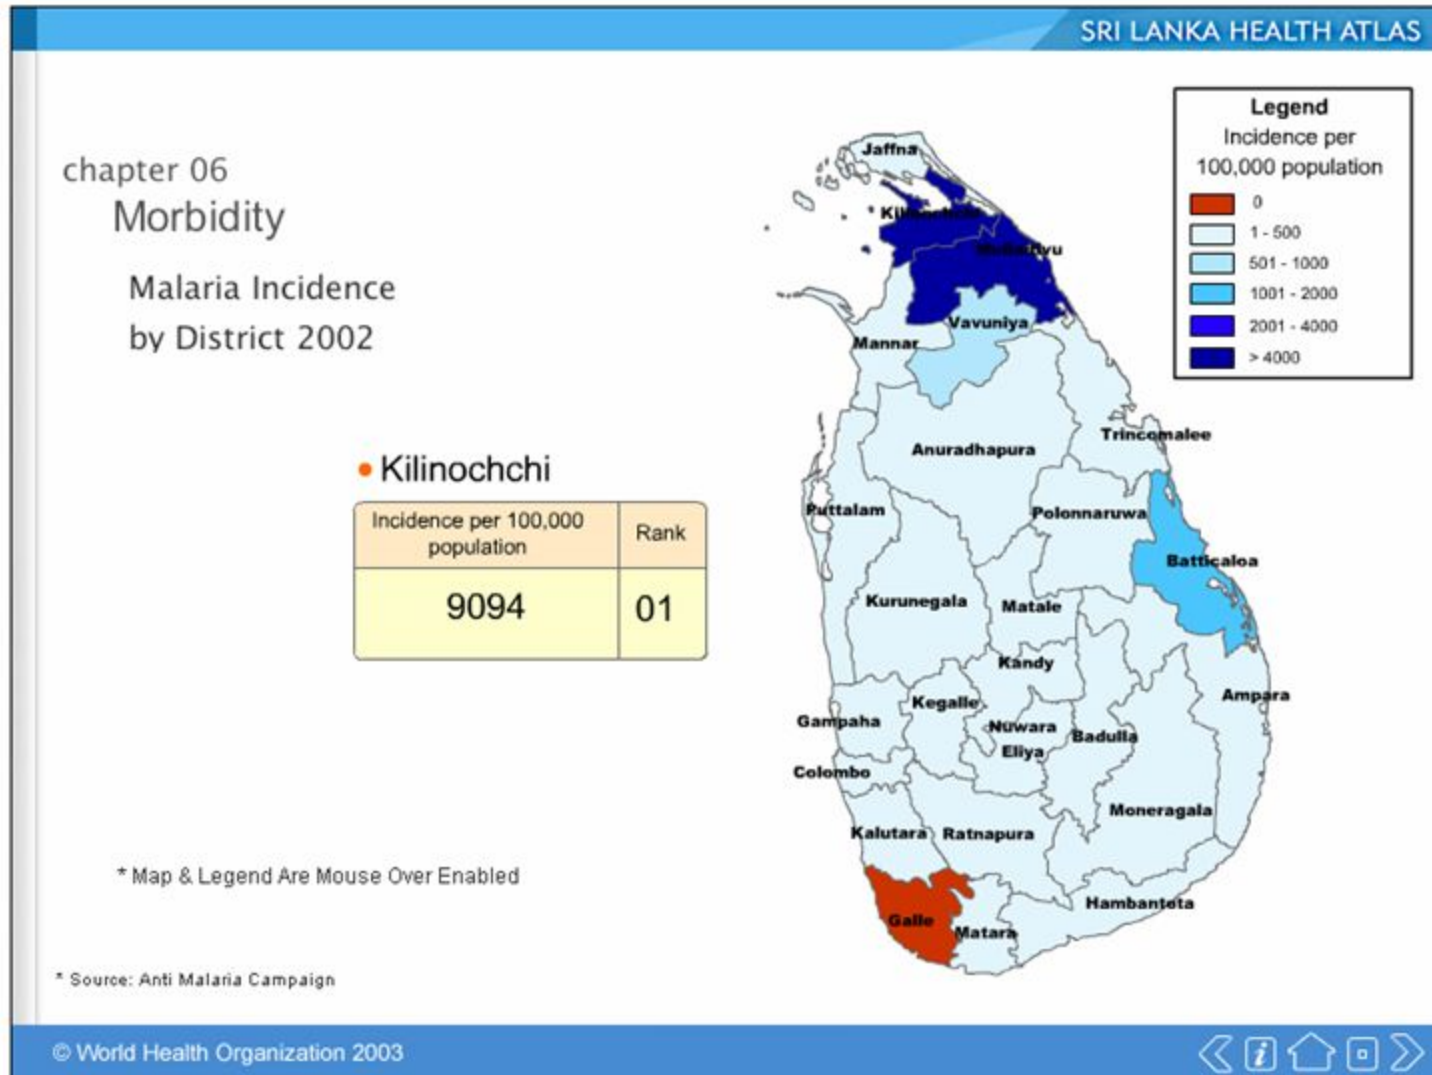 SRI LANKA HEALTH ATLAS
chapter 06
Morbidity
Malaria Incidence
by District 2002
• Kilinochchi
Incidence per 100,000
population
Rank
9094
01
* Map & Legend Are Mouse Over Enabled
* Source: Anti Malaria Campaign
Legend
Incidence per
100,000 population
0
1 - 500
501 - 1000
1001 - 2000
2001 - 4000
> 4000
Jaffna
Kilinochchi
Vavuniya
Mannar
Trincomalee
Anuradhapura
Puttalam
Polonnaruwa
Batticaloa
Kurunegala
Matale
Kandy
Ampara
Kegalle
Gampaha
Nuwara
Eliya
Badulla
Colombo
Moneragala
Kalutara
Ratnapura
Hambantota
Galle
Matara
© World Health Organization 2003
i